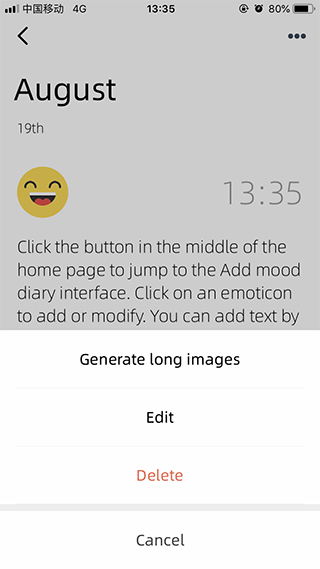 中国移动 4G 13:35 80%
August
19th
13:35
Click the button in the middle of the
home page to jump to the Add mood
diary interface. Click on an emoticon
to add or modify. You can add text by
Generate long images
Edit
Delete
Cancel